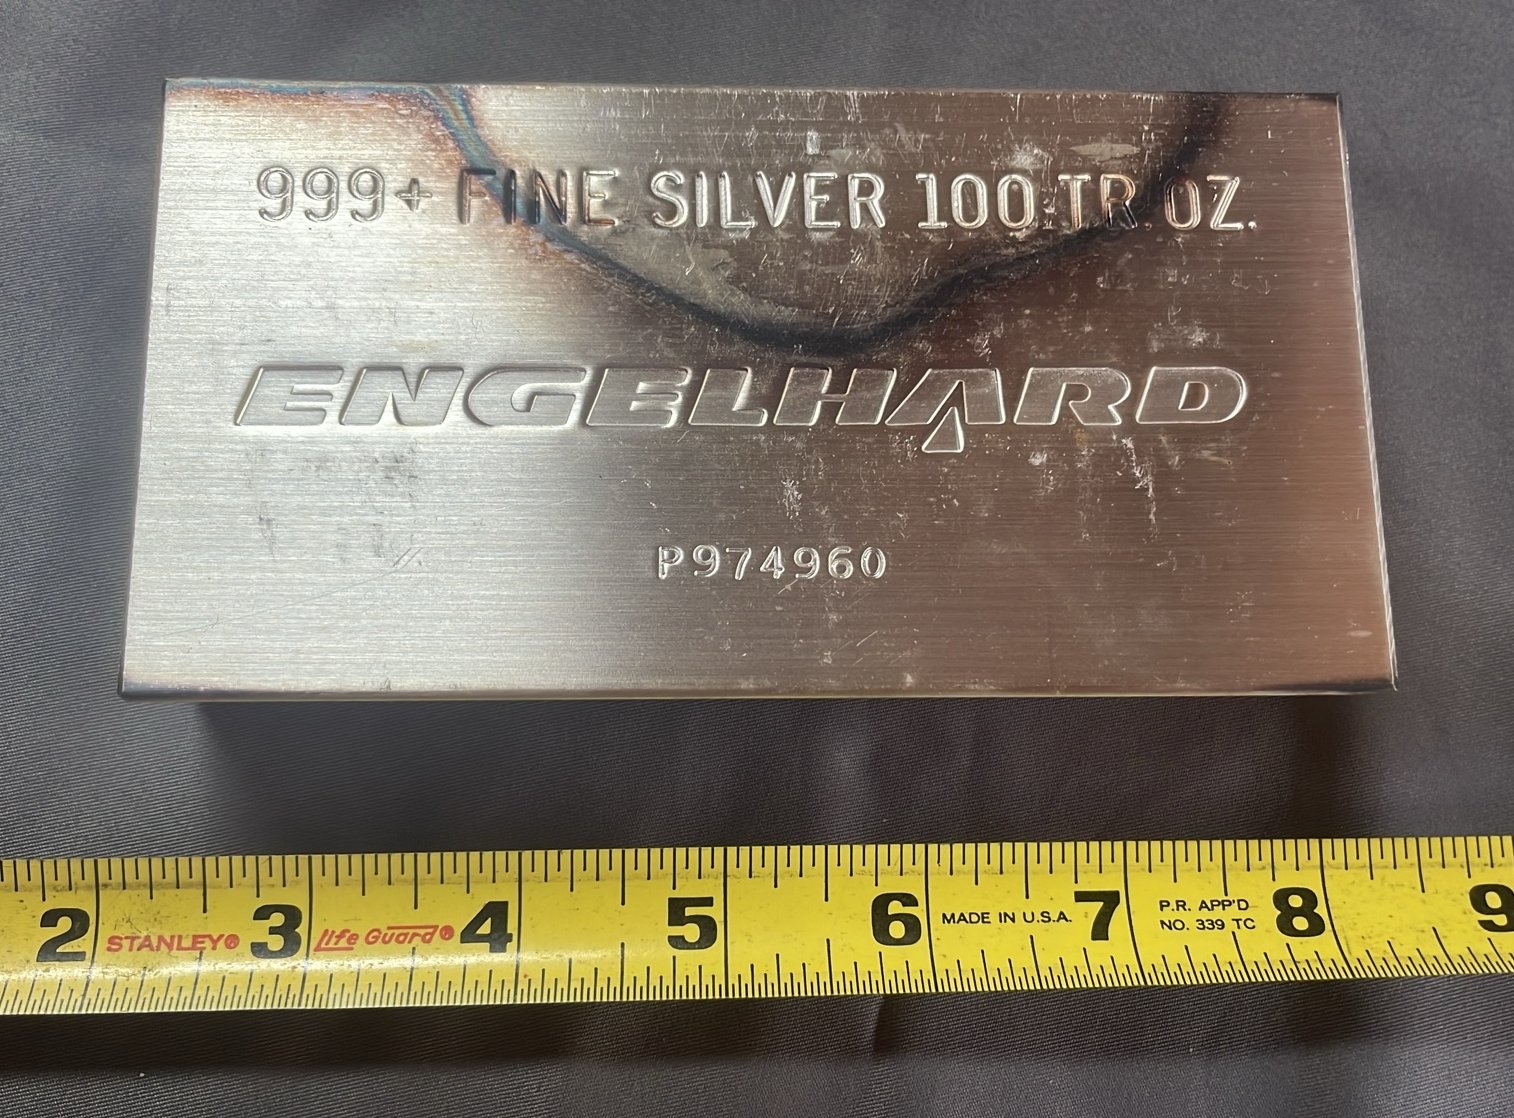 999+ FINE SILVER 100 TR. OZ.
ENGELHARD
P974960
2 STANLEY® 3 Life Guard® 4 5 6 MADE IN U.S.A. 7 P.R. APP'D 8 9
NO. 339 TC